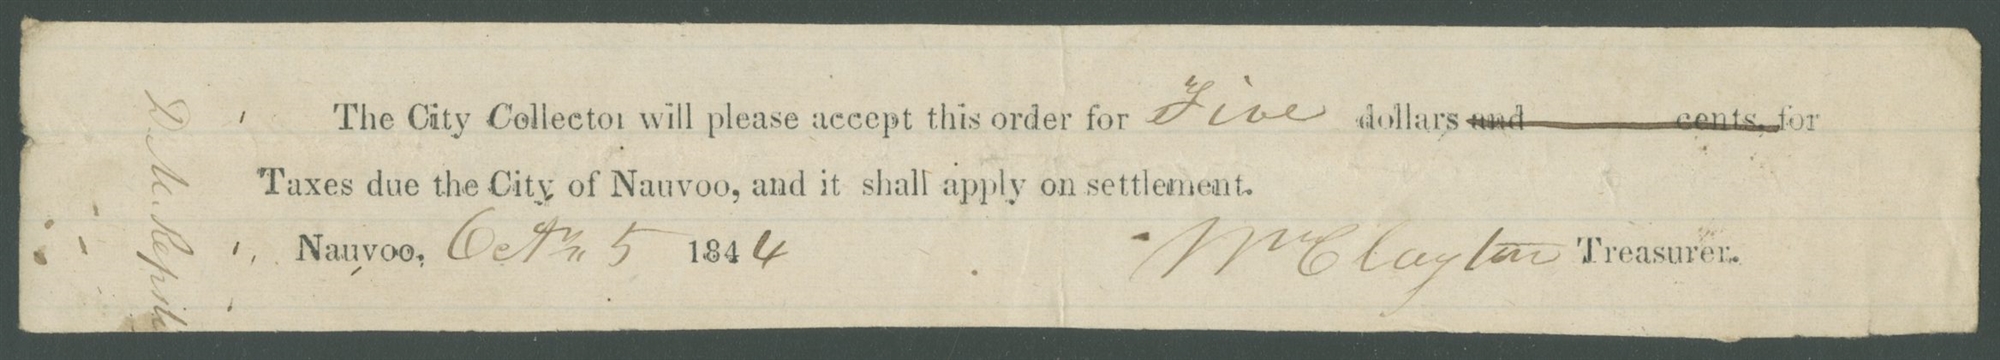 The City Collector will please accept this order for Five dollars and cents, for
Taxes due the City of Nauvoo, and it shall apply on settlement.
Nauvoo, Octr 5 1844 Wm Clayton Treasurer.
D. M.